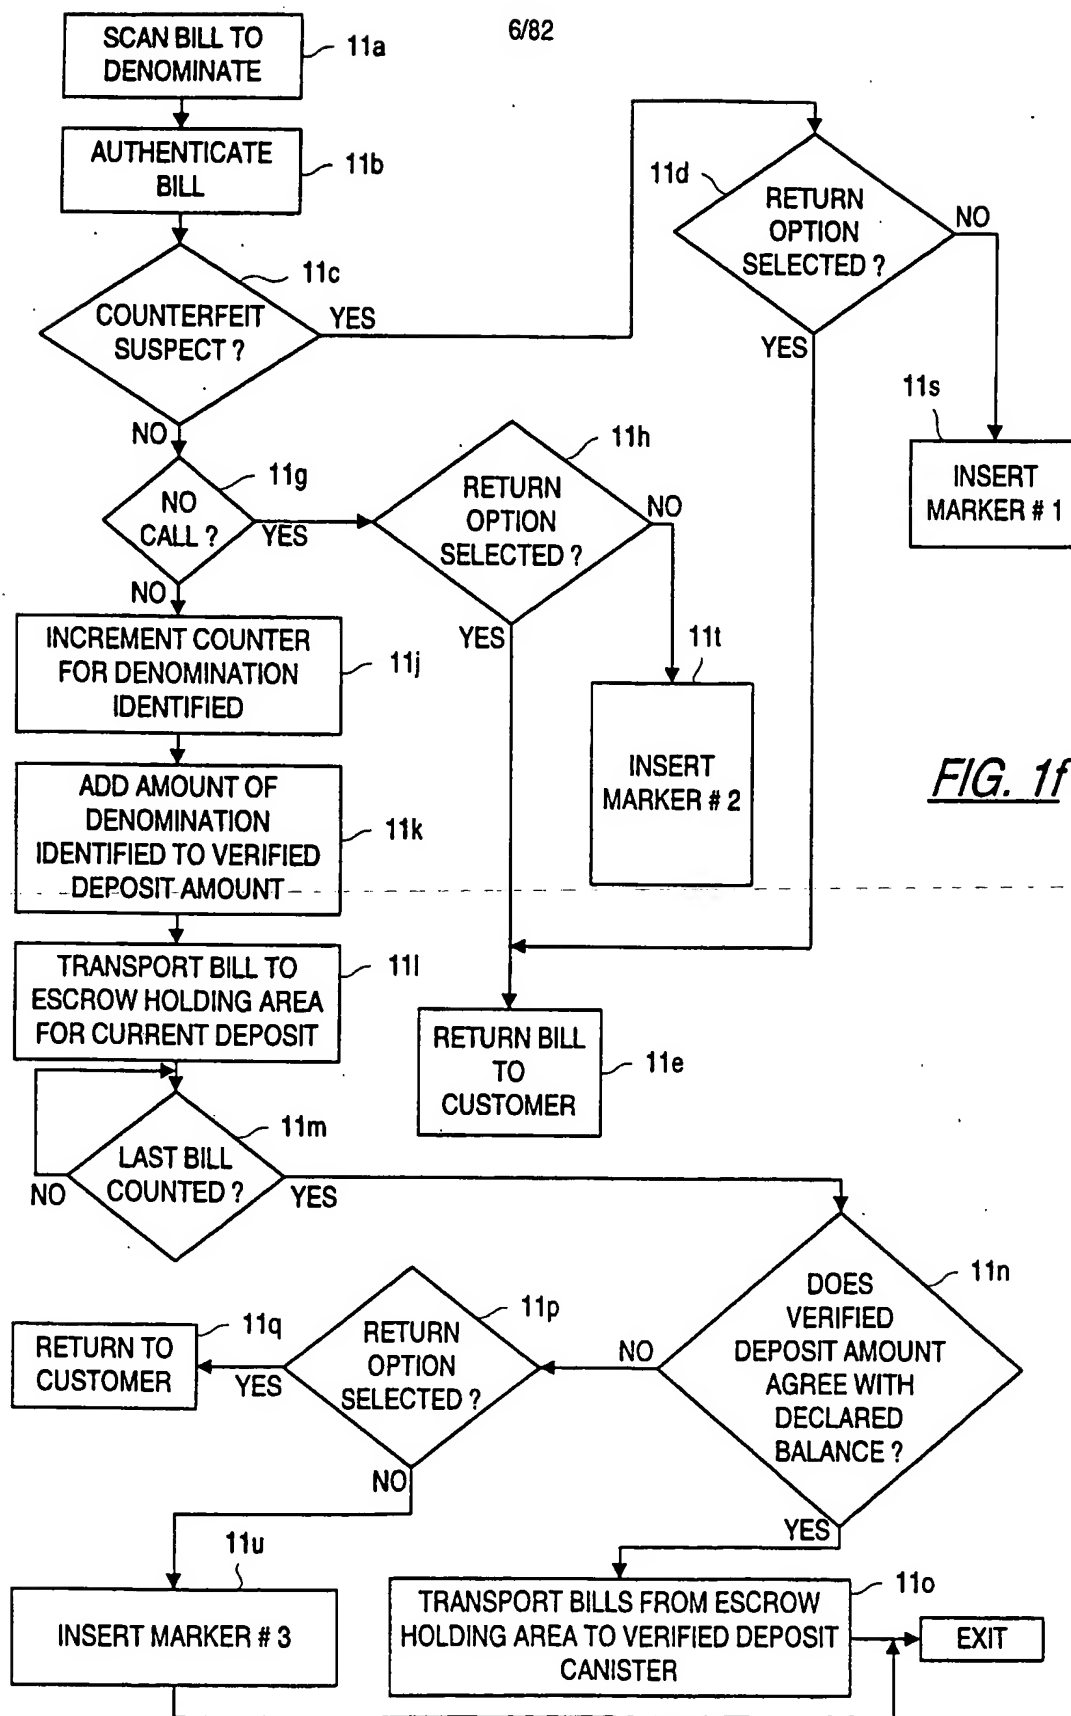 6/82
SCAN BILL TO
DENOMINATE
11a
AUTHENTICATE
BILL
11b
11c
COUNTERFEIT
SUSPECT ?
YES
NO
11d
RETURN
OPTION
SELECTED ?
NO
YES
11s
INSERT
MARKER # 1
11g
NO
CALL ?
YES
NO
11h
RETURN
OPTION
SELECTED ?
NO
YES
11t
INSERT
MARKER # 2
INCREMENT COUNTER
FOR DENOMINATION
IDENTIFIED
11j
FIG. 1f
ADD AMOUNT OF
DENOMINATION
IDENTIFIED TO VERIFIED
DEPOSIT AMOUNT
11k
TRANSPORT BILL TO
ESCROW HOLDING AREA
FOR CURRENT DEPOSIT
11l
RETURN BILL
TO
CUSTOMER
11e
11m
LAST BILL
COUNTED ?
NO
YES
11n
DOES
VERIFIED
DEPOSIT AMOUNT
AGREE WITH
DECLARED
BALANCE ?
NO
YES
11p
RETURN
OPTION
SELECTED ?
YES
NO
11q
RETURN TO
CUSTOMER
11u
INSERT MARKER # 3
11o
TRANSPORT BILLS FROM ESCROW
HOLDING AREA TO VERIFIED DEPOSIT
CANISTER
EXIT